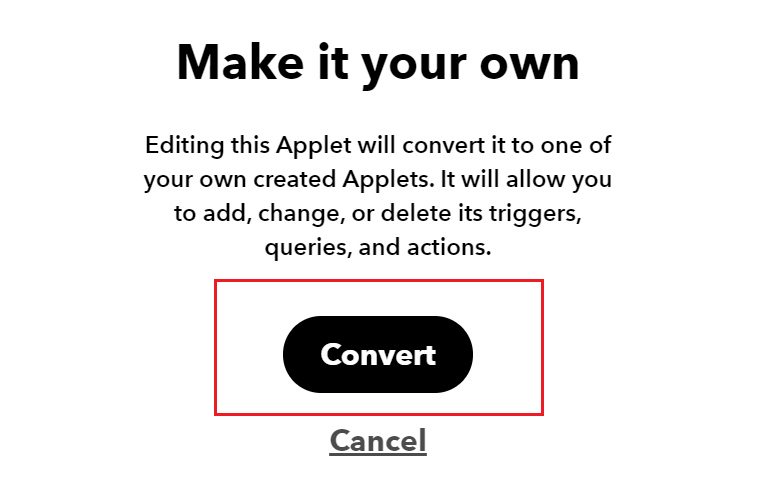 Make it your own
Editing this Applet will convert it to one of
your own created Applets. It will allow you
to add, change, or delete its triggers,
queries, and actions.
Convert
Cancel